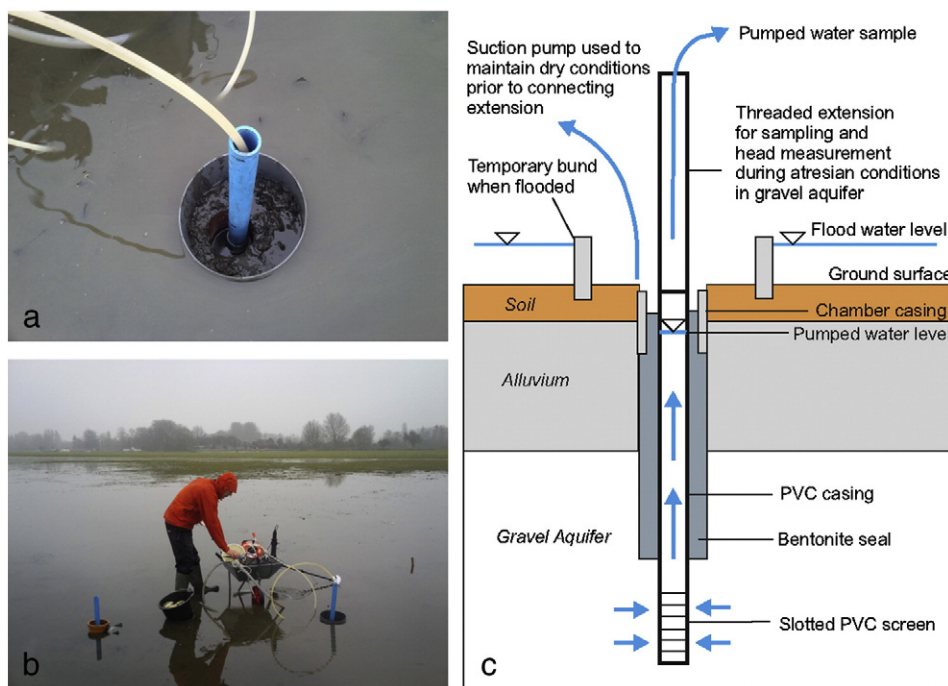 a
b
Suction pump used to
maintain dry conditions
prior to connecting
extension
Pumped water sample
Threaded extension
for sampling and
head measurement
during atresian conditions
in gravel aquifer
Temporary bund
when flooded
Flood water level
Ground surface
Soil
Chamber casing
Pumped water level
Alluvium
PVC casing
Gravel Aquifer
Bentonite seal
Slotted PVC screen
c